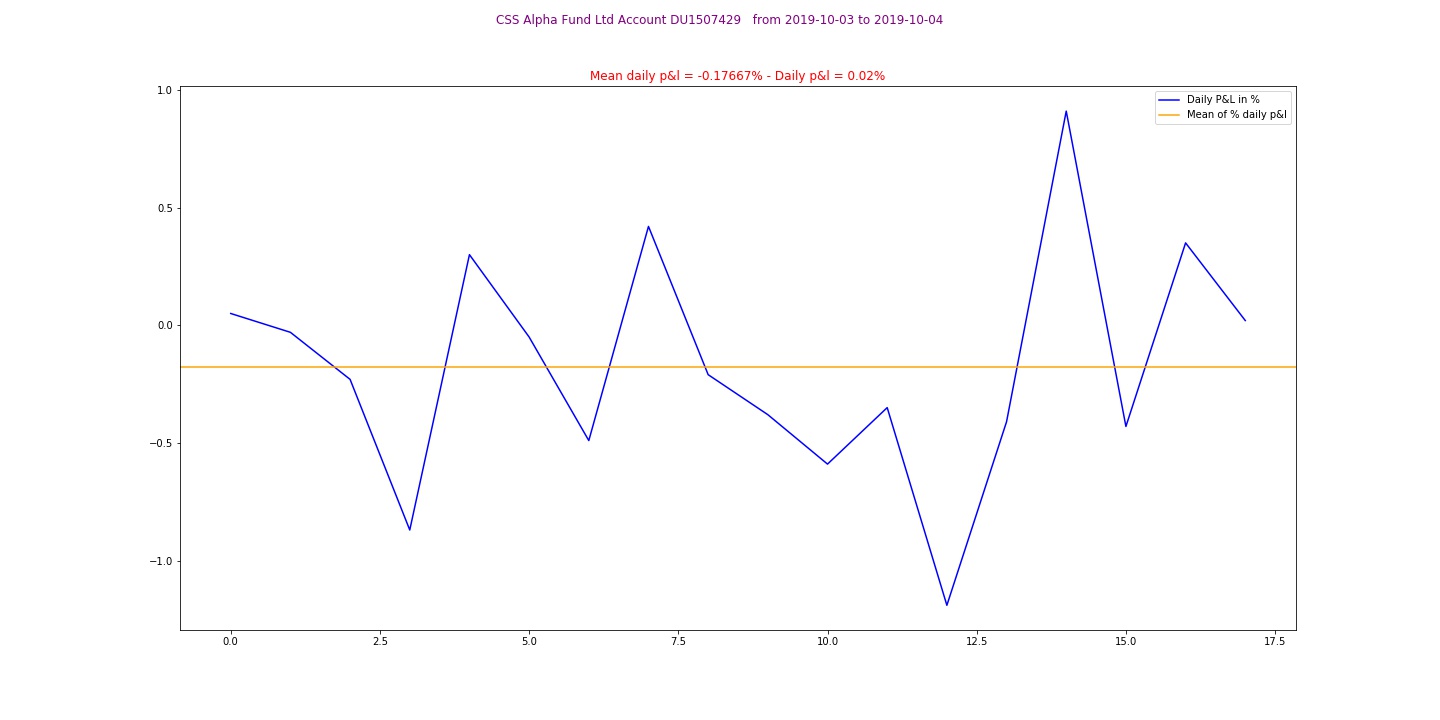 CSS Alpha Fund Ltd Account DU1507429   from 2019-10-03 to 2019-10-04
Mean daily p&l = -0.17667% - Daily p&l = 0.02%
Daily P&L in %
Mean of % daily p&l
1.0
0.5
0.0
−0.5
−1.0
0.0 2.5 5.0 7.5 10.0 12.5 15.0 17.5